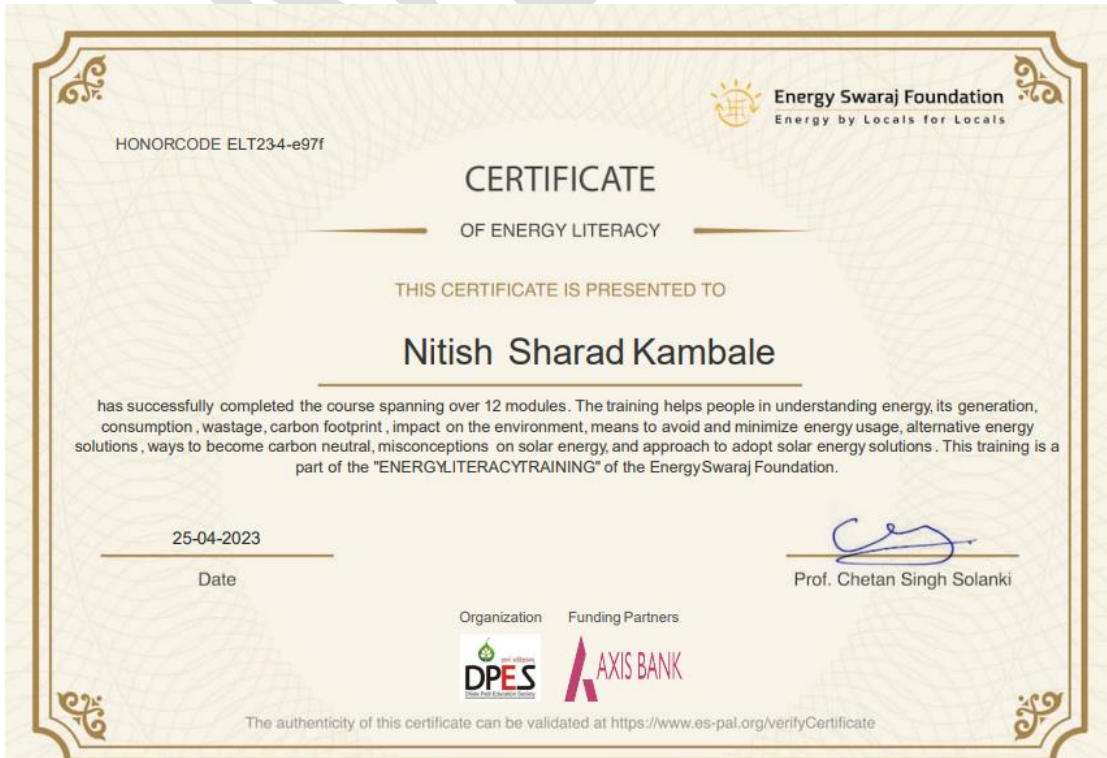 Energy Swaraj Foundation
Energy by Locals for Locals
HONORCODE ELT234-e97f
CERTIFICATE
OF ENERGY LITERACY
THIS CERTIFICATE IS PRESENTED TO
Nitish Sharad Kambale
has successfully completed the course spanning over 12 modules. The training helps people in understanding energy, its generation,
consumption, wastage, carbon footprint, impact on the environment, means to avoid and minimize energy usage, alternative energy
solutions, ways to become carbon neutral, misconceptions on solar energy, and approach to adopt solar energy solutions. This training is a
part of the "ENERGYLITERACYTRAINING" of the EnergySwaraj Foundation.
25-04-2023
Date
Prof. Chetan Singh Solanki
Organization Funding Partners
DPES
Dhole Patil Education Society
AXIS BANK
The authenticity of this certificate can be validated at https://www.es-pal.org/verifyCertificate